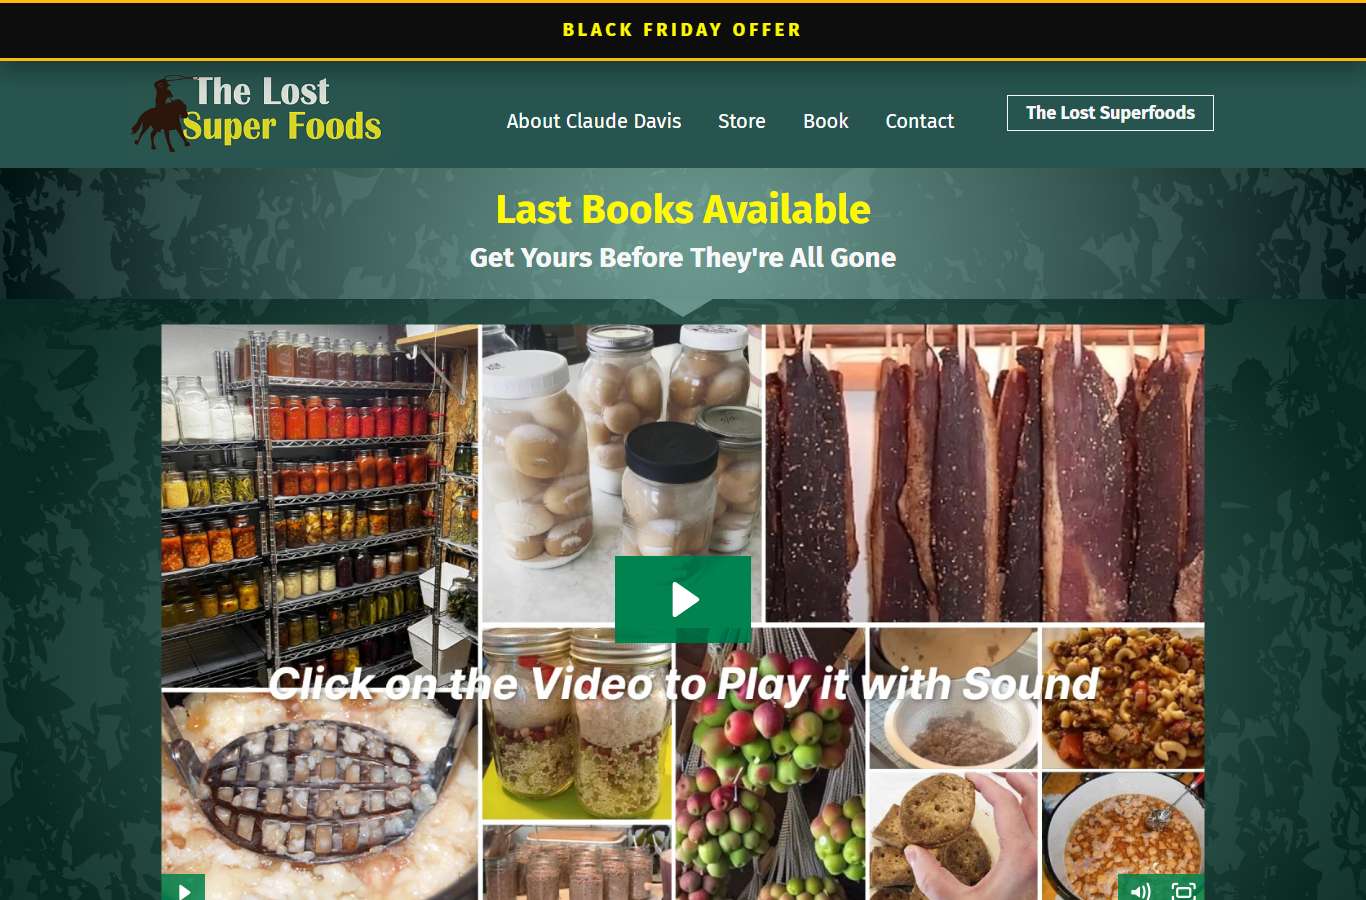 BLACK FRIDAY OFFER
The Lost
Super Foods
About Claude Davis
Store
Book
Contact
The Lost Superfoods
Last Books Available
Get Yours Before They're All Gone
Click on the Video to Play it with Sound